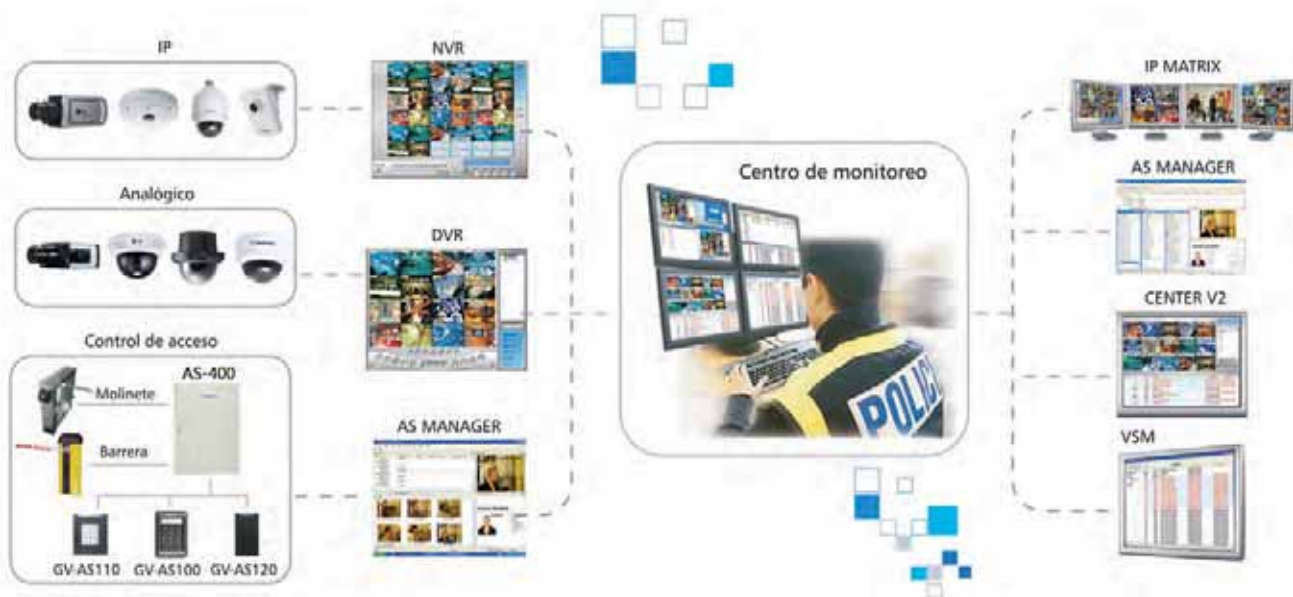 IP
NVR
IP MATRIX
AS MANAGER
Centro de monitoreo
Analógico
DVR
CENTER V2
Control de acceso
AS-400
Molinete
Barrera
AS MANAGER
POLICI
VSM
GV-AS110
GV-AS100
GV-AS120